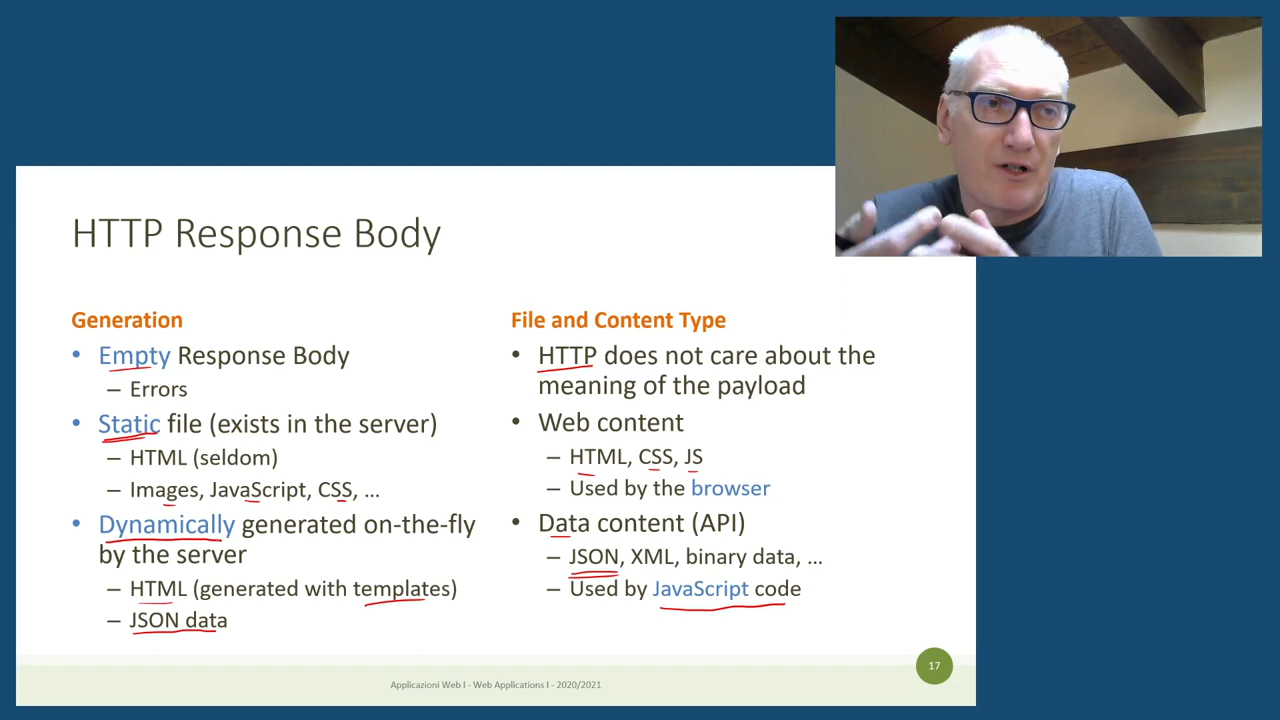 HTTP Response Body
Generation
• Empty Response Body
– Errors
• Static file (exists in the server)
– HTML (seldom)
– Images, JavaScript, CSS, ...
• Dynamically generated on-the-fly
by the server
– HTML (generated with templates)
– JSON data
File and Content Type
• HTTP does not care about the
meaning of the payload
• Web content
– HTML, CSS, JS
– Used by the browser
• Data content (API)
– JSON, XML, binary data, ...
– Used by JavaScript code
17
Applicazioni Web I - Web Applications I - 2020/2021